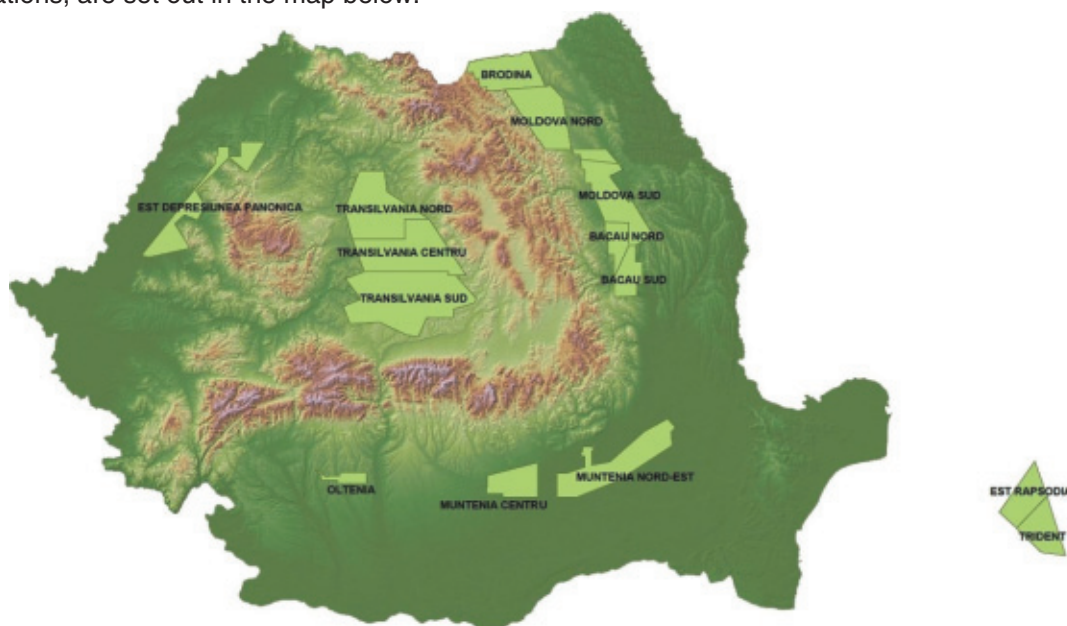 ations, are set out in the map below:
BRODINA
MOLDOVA NORD
MOLDOVA SUD
EST DEPRESIUNEA PANONICA
TRANSILVANIA NORD
BACAU NORD
TRANSILVANIA CENTRU
BACAU SUD
TRANSILVANIA SUD
MUNTENIA NORD-EST
OLTENIA
MUNTENIA CENTRU
EST RAPSODIA
TRIDENT